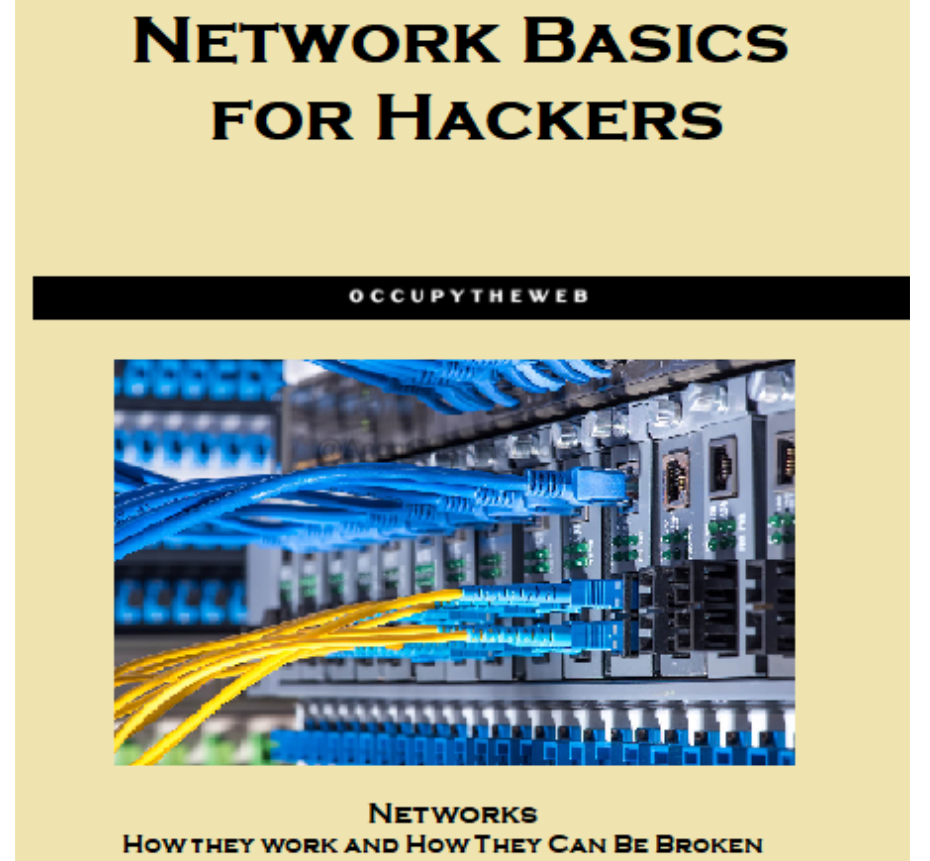 NETWORK BASICS
FOR HACKERS
OCCUPYTHEWEB
NETWORKS
HOW THEY WORK AND HOW THEY CAN BE BROKEN